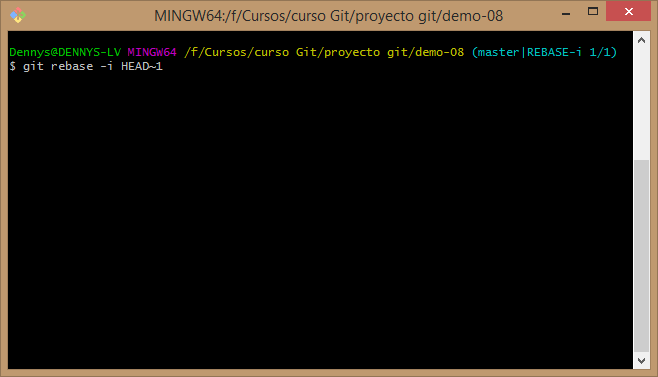 MINGW64:/f/Cursos/curso Git/proyecto git/demo-08
Dennys@DENNYS-LV MINGW64 /f/Cursos/curso Git/proyecto git/demo-08 (master|REBASE-i 1/1)
$ git rebase -i HEAD~1